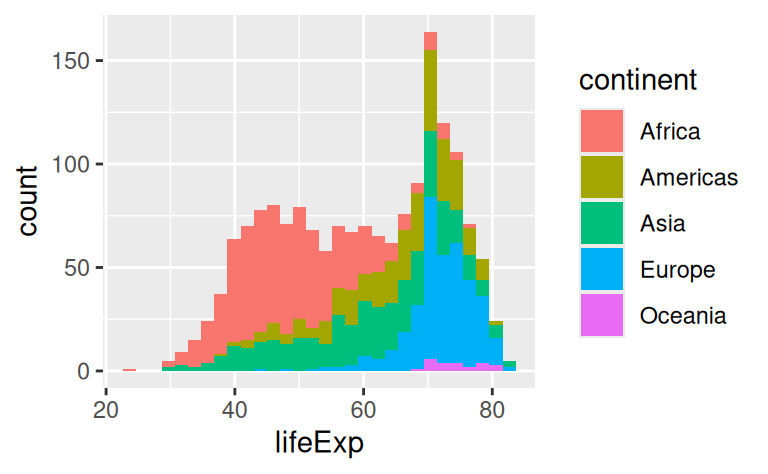 150
100
50
0
count
20 40 60 80
lifeExp
continent
Africa
Americas
Asia
Europe
Oceania